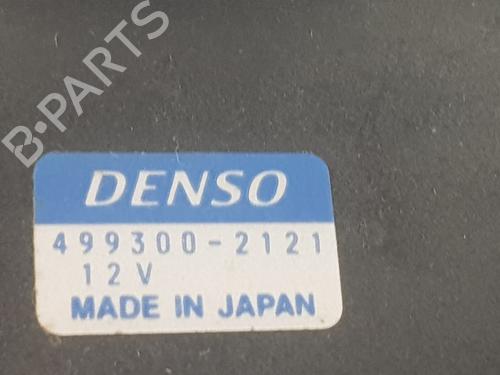 B-PARTS
DENSO
499300-2121
12V
MADE IN JAPAN